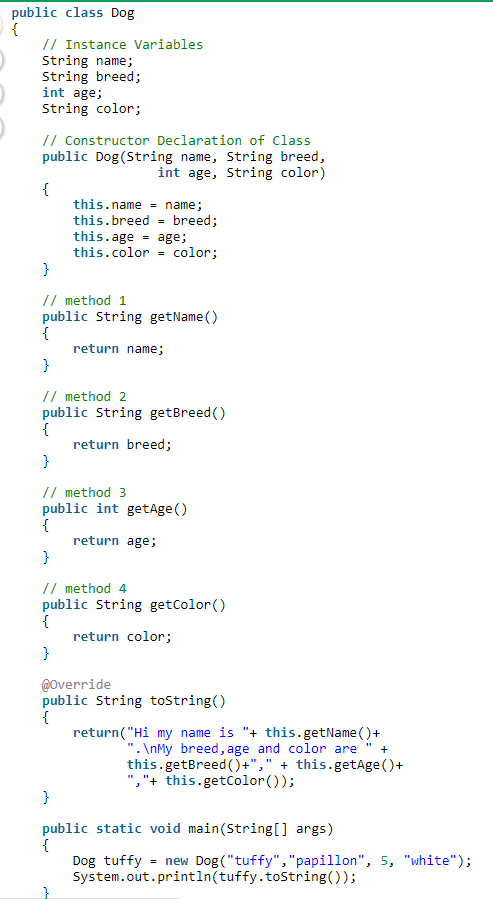 public class Dog
{
    // Instance Variables
    String name;
    String breed;
    int age;
    String color;

    // Constructor Declaration of Class
    public Dog(String name, String breed,
                   int age, String color)
    {
        this.name = name;
        this.breed = breed;
        this.age = age;
        this.color = color;
    }

    // method 1
    public String getName()
    {
        return name;
    }

    // method 2
    public String getBreed()
    {
        return breed;
    }

    // method 3
    public int getAge()
    {
        return age;
    }

    // method 4
    public String getColor()
    {
        return color;
    }

    @Override
    public String toString()
    {
        return("Hi my name is "+ this.getName()+
               ".\nMy breed,age and color are " +
               this.getBreed()+"," + this.getAge()+
               ","+ this.getColor());
    }

    public static void main(String[] args)
    {
        Dog tuffy = new Dog("tuffy","papillon", 5, "white");
        System.out.println(tuffy.toString());
    }